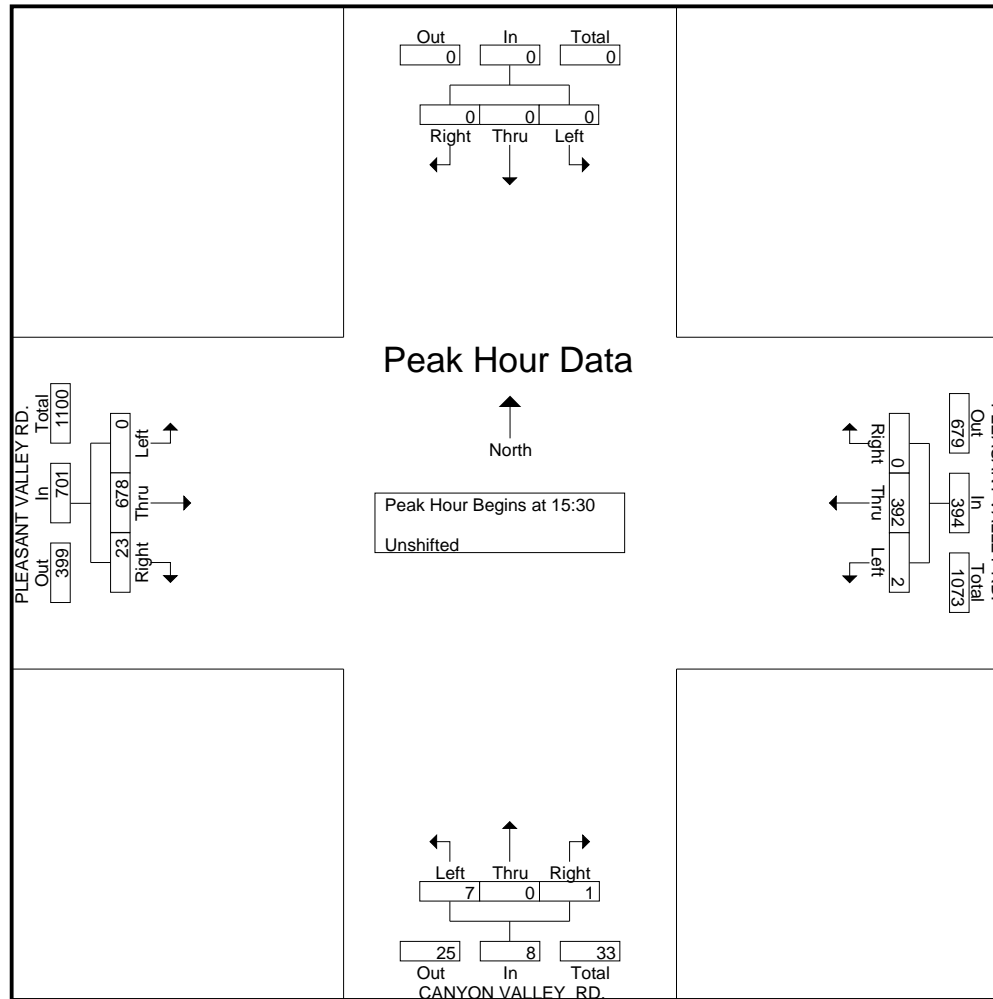 Out In Total
0 0 0
0 0 0
Right Thru Left
Peak Hour Data
North
Peak Hour Begins at 15:30
Unshifted
PLEASANT VALLEY RD.
Total In Out
1100 701 399
0 678 23
Left Thru Right
Right Thru Left
0 392 2
679 394 1073
Out In Total
Left Thru Right
7 0 1
25 8 33
Out In Total
CANYON VALLEY RD.